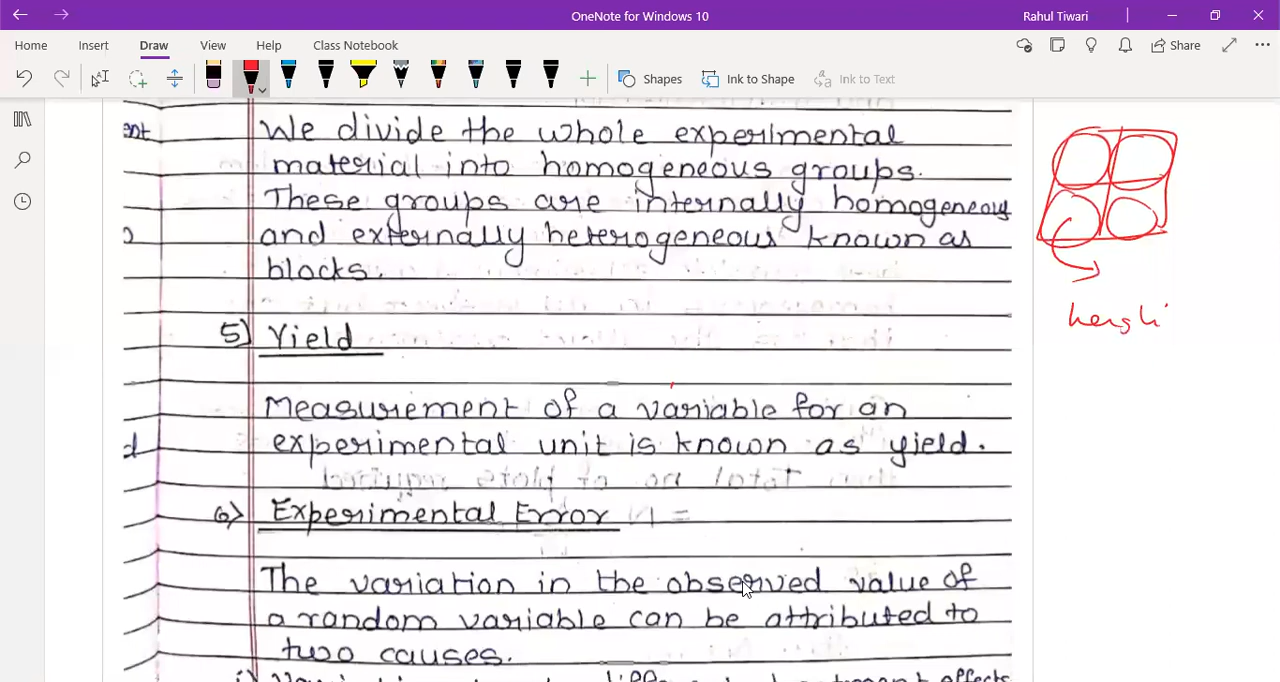 OneNote for Windows 10
Rahul Tiwari
Home Insert Draw View Help Class Notebook
Share
Shapes Ink to Shape Ink to Text
We divide the whole experimental
material into homogeneous groups.
These groups are internally homogeneous
and externally heterogeneous known as
blocks.
5) Yield
Measurement of a variable for an
experimental unit is known as yield.
6) Experimental Error
The variation in the observed value of
a random variable can be attributed to
two causes.
effects